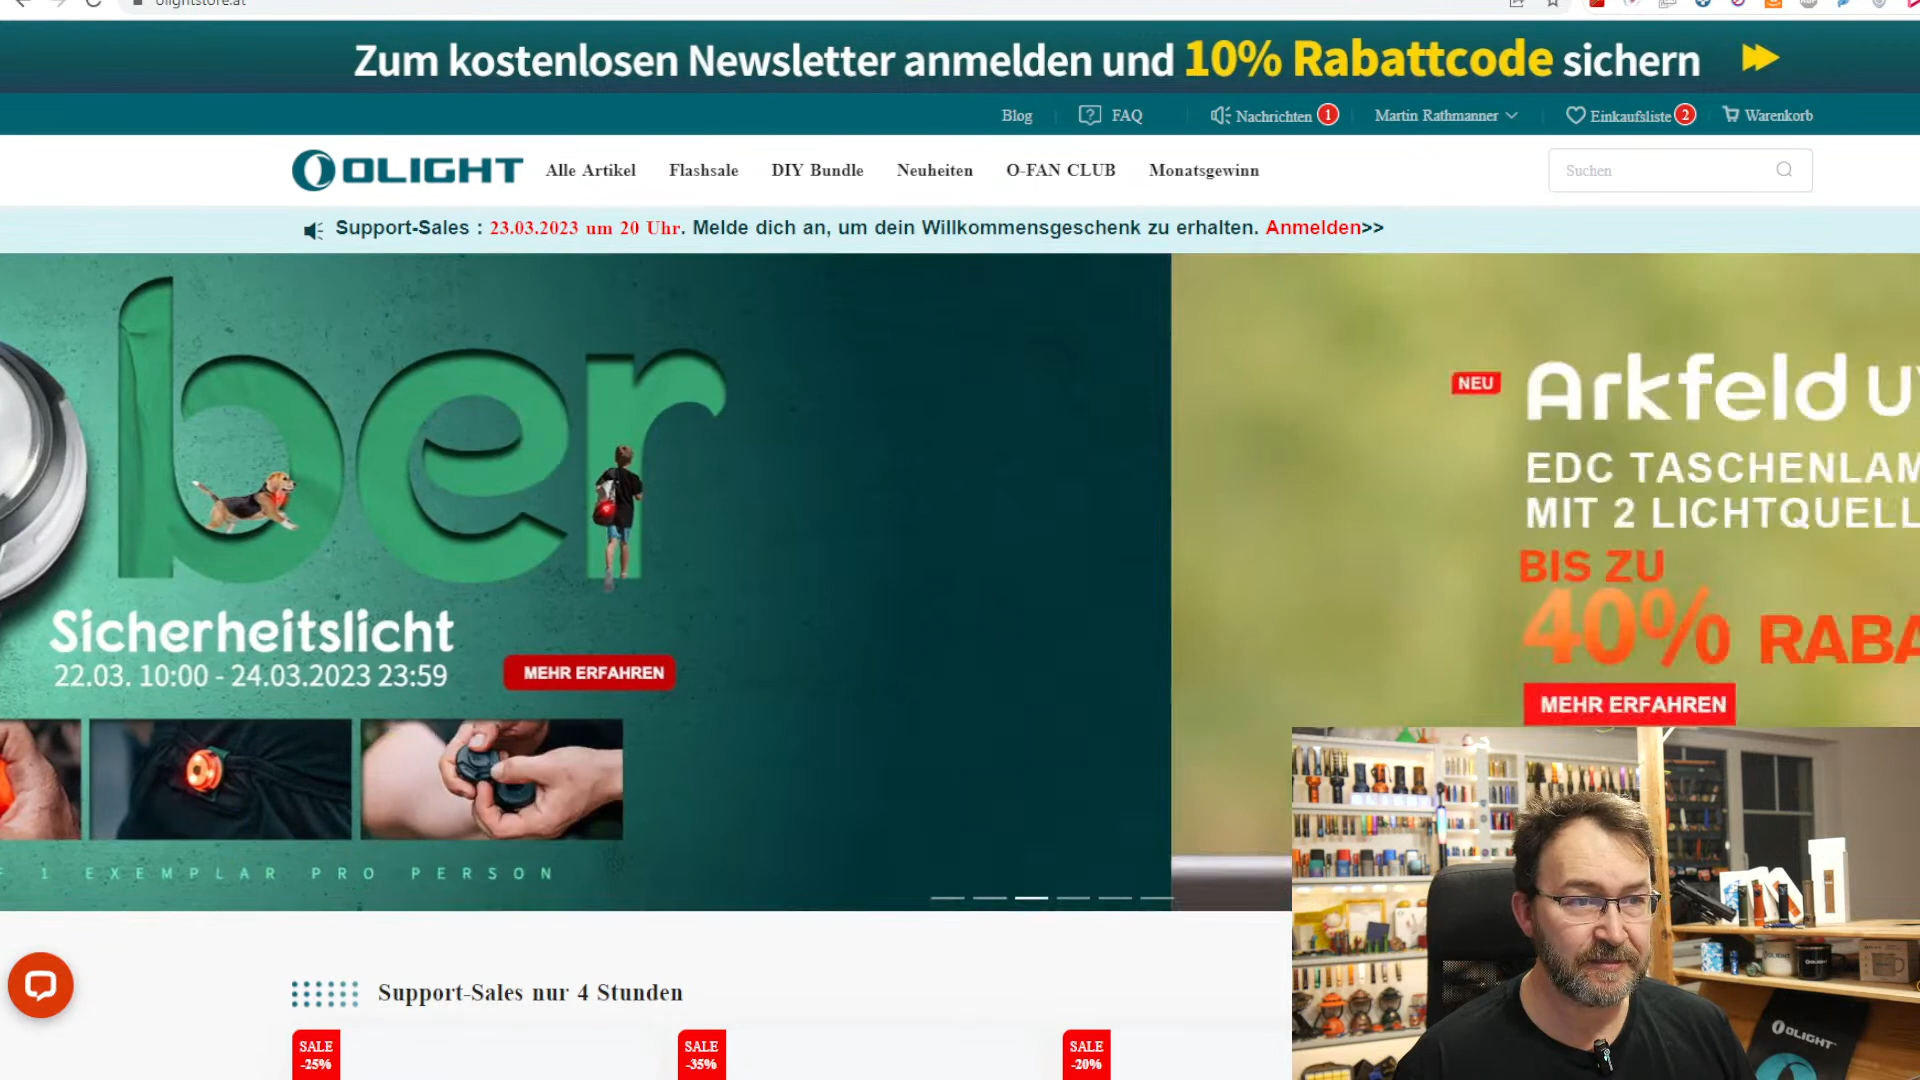 olightstore.at
Zum kostenlosen Newsletter anmelden und 10% Rabattcode sichern
Blog
FAQ
Nachrichten 1
Martin Rathmanner
Einkaufsliste 2
Warenkorb
OLIGHT
Alle Artikel
Flashsale
DIY Bundle
Neuheiten
O-FAN CLUB
Monatsgewinn
Suchen
Support-Sales : 23.03.2023 um 20 Uhr. Melde dich an, um dein Willkommensgeschenk zu erhalten. Anmelden>>
ber
Sicherheitslicht
22.03. 10:00 - 24.03.2023 23:59
MEHR ERFAHREN
1 EXEMPLAR PRO PERSON
NEU
Arkfeld U
EDC TASCHENLAM
MIT 2 LICHTQUELL
BIS ZU
40% RABA
MEHR ERFAHREN
Support-Sales nur 4 Stunden
SALE
-25%
SALE
-35%
SALE
-20%
OLIGHT